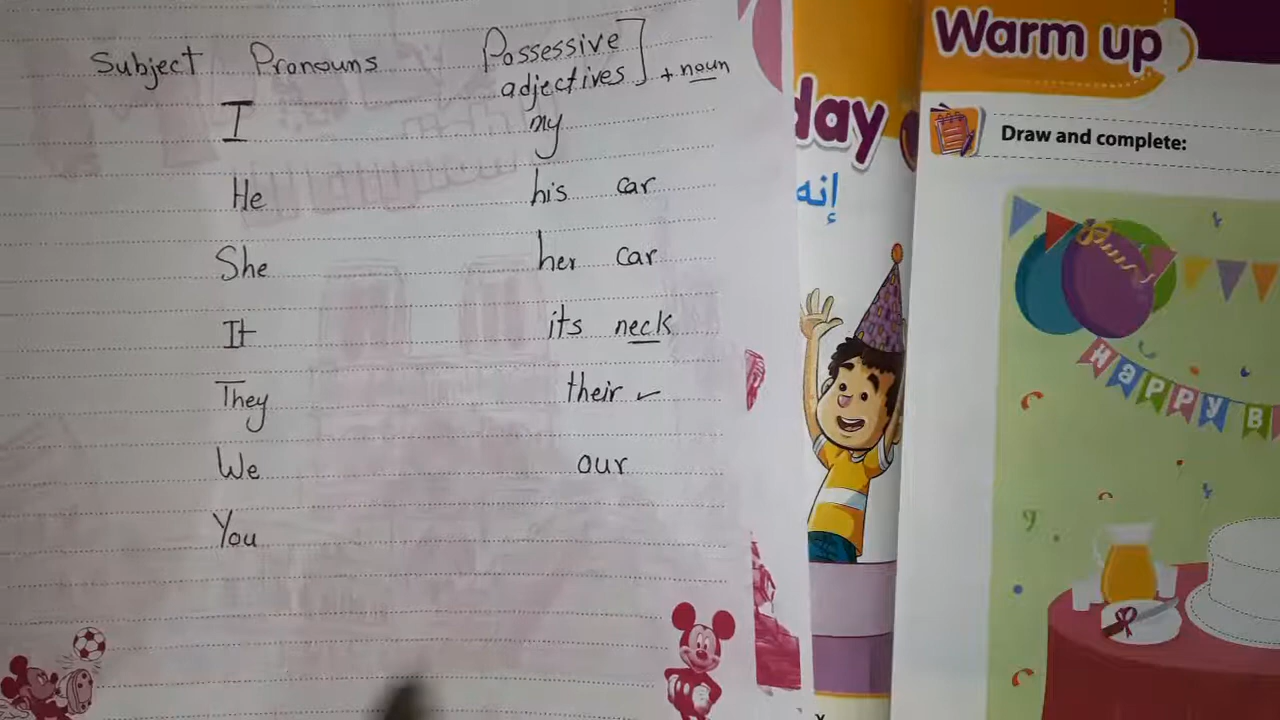 Subject Pronouns Possessive
adjectives + noun
I my
He his car
She her car
It its neck
They their
We our
You
day
إنه
Warm up
Draw and complete:
HAPPY B